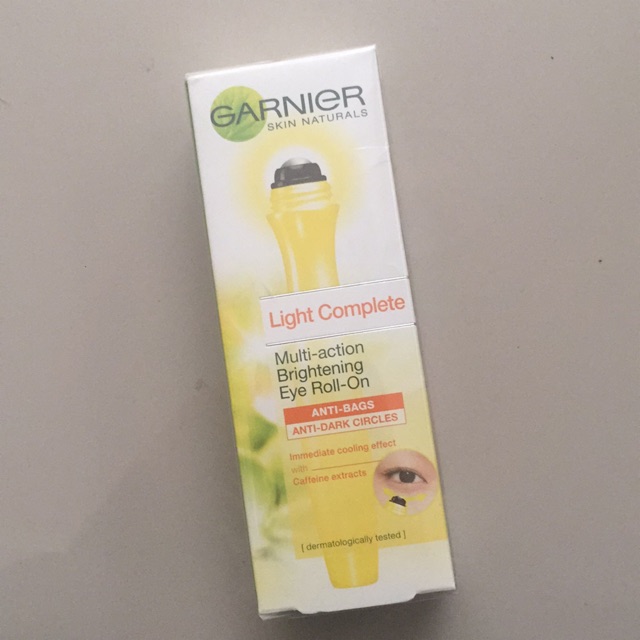 GARNIER
SKIN NATURALS
Light Complete
Multi-action
Brightening
Eye Roll-On
ANTI-BAGS
ANTI-DARK CIRCLES
Immediate cooling effect
with
Caffeine extracts
[ dermatologically tested ]